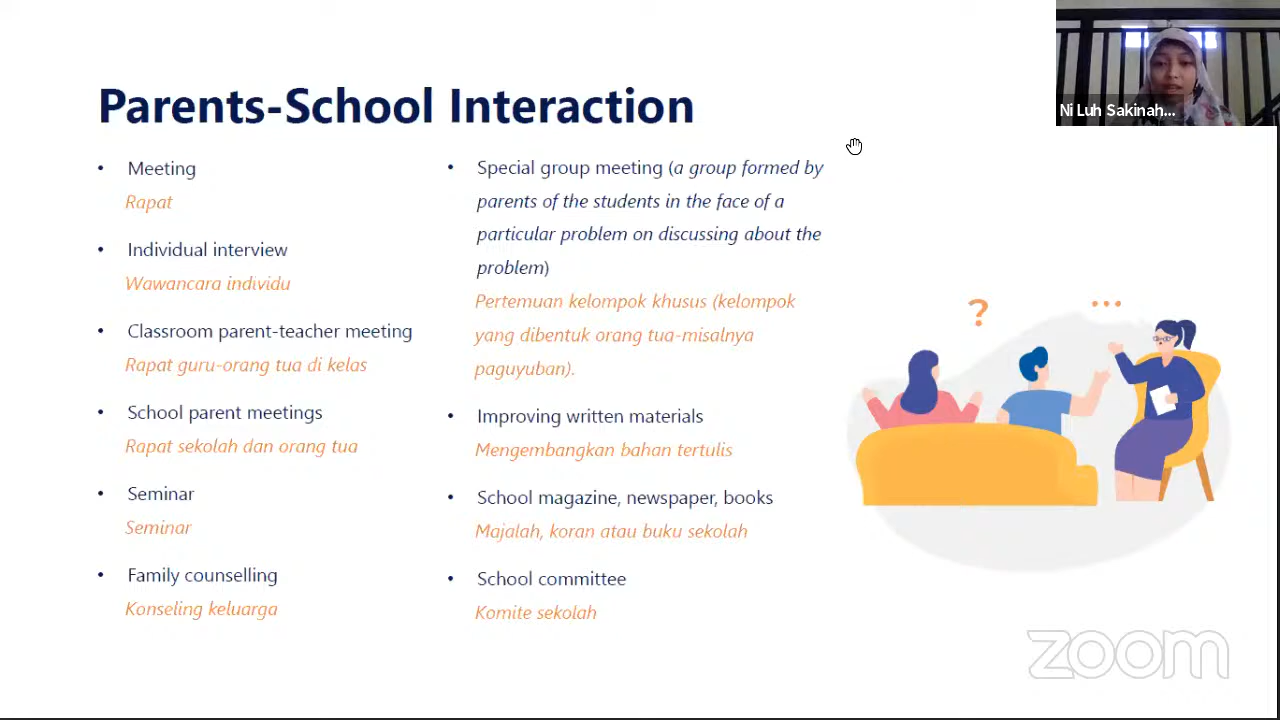 Parents-School Interaction
• Meeting
Rapat
• Individual interview
Wawancara individu
• Classroom parent-teacher meeting
Rapat guru-orang tua di kelas
• School parent meetings
Rapat sekolah dan orang tua
• Seminar
Seminar
• Family counselling
Konseling keluarga
• Special group meeting (a group formed by
parents of the students in the face of a
particular problem on discussing about the
problem)
Pertemuan kelompok khusus (kelompok
yang dibentuk orang tua-misalnya
paguyuban).
• Improving written materials
Mengembangkan bahan tertulis
• School magazine, newspaper, books
Majalah, koran atau buku sekolah
• School committee
Komite sekolah
? ...
Ni Luh Sakinah...
zoom